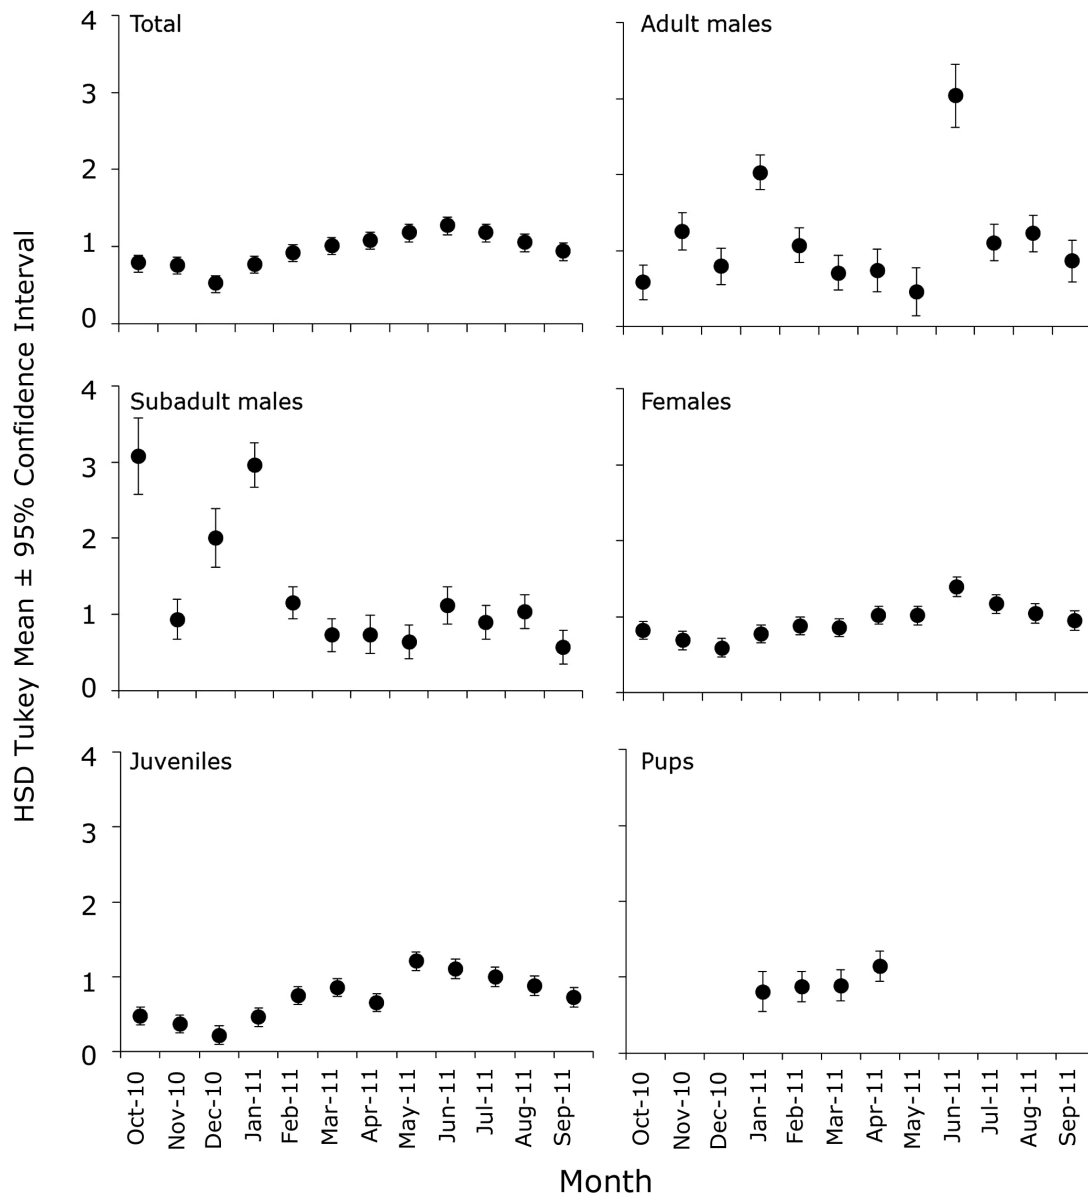 HSD Tukey Mean ± 95% Confidence Interval
Total
4
3
2
1
0
Adult males
Subadult males
4
3
2
1
0
Females
Juveniles
4
3
2
1
0
Pups
Oct-10
Nov-10
Dec-10
Jan-11
Feb-11
Mar-11
Apr-11
May-11
Jun-11
Jul-11
Aug-11
Sep-11
Oct-10
Nov-10
Dec-10
Jan-11
Feb-11
Mar-11
Apr-11
May-11
Jun-11
Jul-11
Aug-11
Sep-11
Month